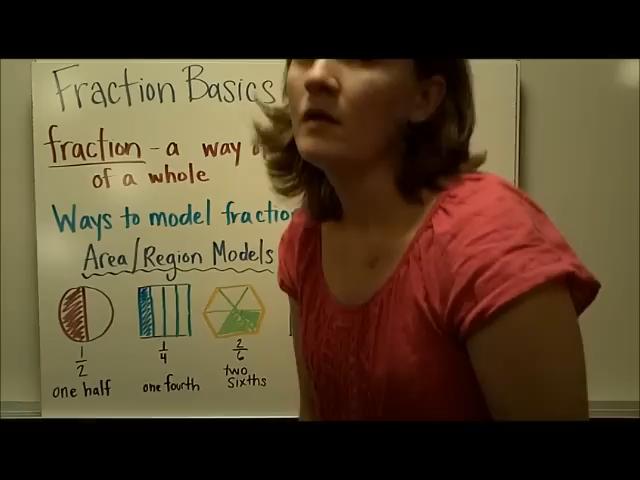 Fraction Basics
fraction - a way
of a whole
Ways to model fraction
Area/Region Models
1/2
1/4
2/6
one half
one fourth
two
sixths